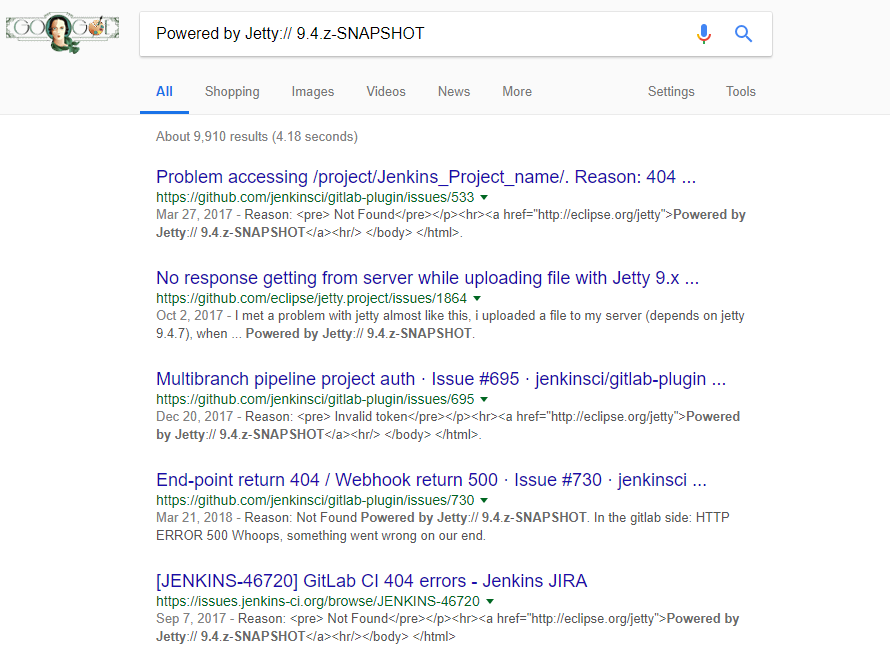 Powered by Jetty:// 9.4.z-SNAPSHOT
All Shopping Images Videos News More Settings Tools
About 9,910 results (4.18 seconds)
Problem accessing /project/Jenkins_Project_name/. Reason: 404 ...
https://github.com/jenkinsci/gitlab-plugin/issues/533
Mar 27, 2017 - Reason: <pre> Not Found</pre></p><hr><a href="http://eclipse.org/jetty">Powered by
Jetty:// 9.4.z-SNAPSHOT</a><hr/> </body> </html>.
No response getting from server while uploading file with Jetty 9.x ...
https://github.com/eclipse/jetty.project/issues/1864
Oct 2, 2017 - I met a problem with jetty almost like this, i uploaded a file to my server (depends on jetty
9.4.7), when ... Powered by Jetty:// 9.4.z-SNAPSHOT.
Multibranch pipeline project auth · Issue #695 · jenkinsci/gitlab-plugin ...
https://github.com/jenkinsci/gitlab-plugin/issues/695
Dec 20, 2017 - Reason: <pre> Invalid token</pre></p><hr><a href="http://eclipse.org/jetty">Powered
by Jetty:// 9.4.z-SNAPSHOT</a><hr/> </body> </html>.
End-point return 404 / Webhook return 500 · Issue #730 · jenkinsci ...
https://github.com/jenkinsci/gitlab-plugin/issues/730
Mar 21, 2018 - Reason: Not Found Powered by Jetty:// 9.4.z-SNAPSHOT. In the gitlab side: HTTP
ERROR 500 Whoops, something went wrong on our end.
[JENKINS-46720] GitLab CI 404 errors - Jenkins JIRA
https://issues.jenkins-ci.org/browse/JENKINS-46720
Sep 7, 2017 - Reason: <pre> Not Found</pre></p><hr><a href="http://eclipse.org/jetty">Powered by
Jetty:// 9.4.z-SNAPSHOT</a><hr/></body> </html>